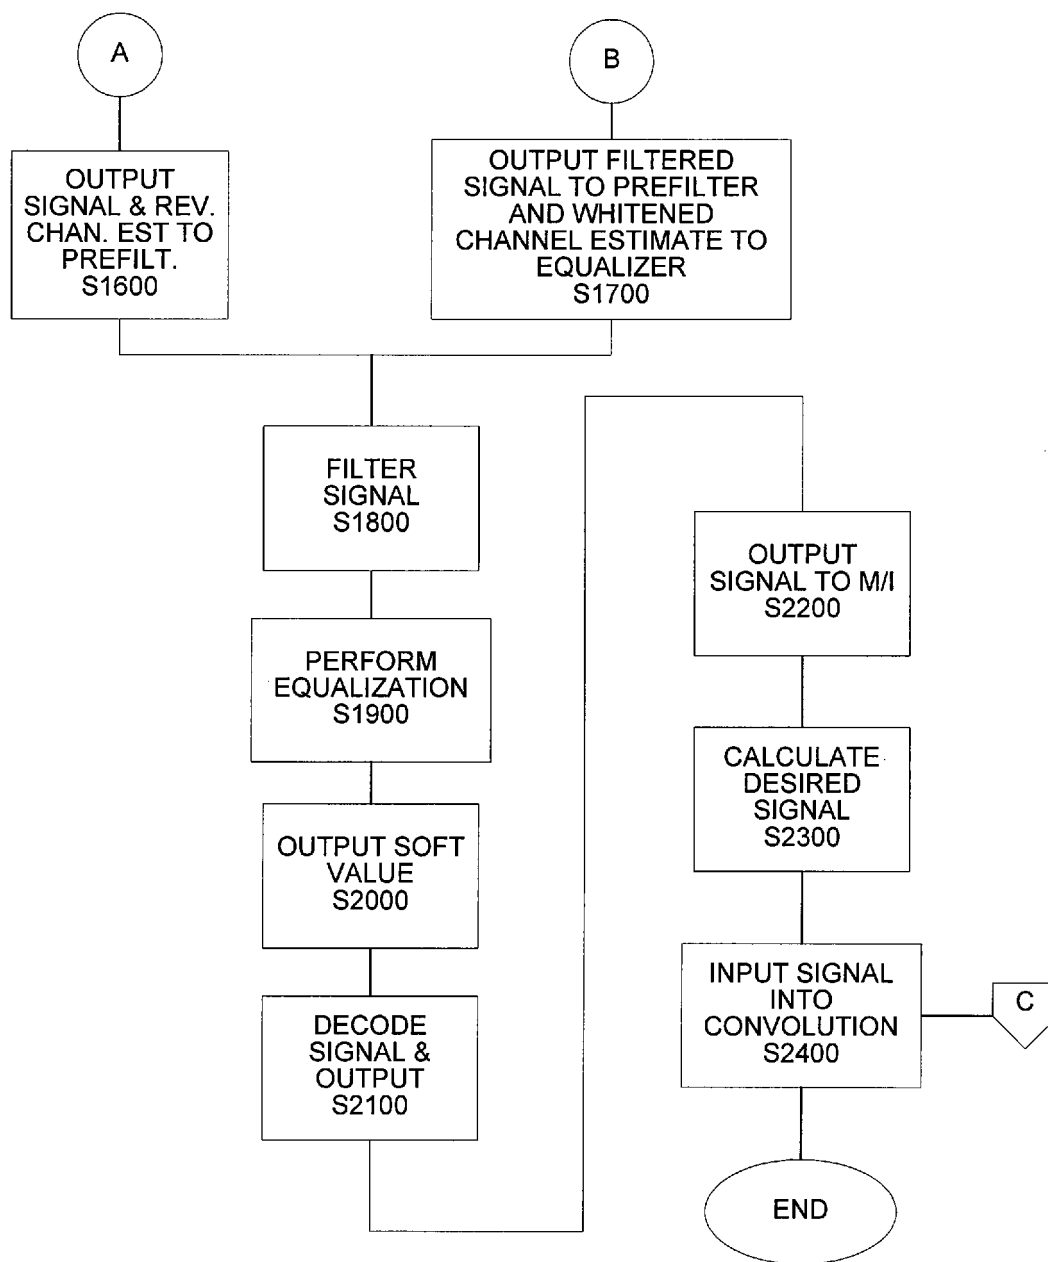 A
B
OUTPUT
SIGNAL & REV.
CHAN. EST TO
PREFILT.
S1600
OUTPUT FILTERED
SIGNAL TO PREFILTER
AND WHITENED
CHANNEL ESTIMATE TO
EQUALIZER
S1700
FILTER
SIGNAL
S1800
PERFORM
EQUALIZATION
S1900
OUTPUT SOFT
VALUE
S2000
DECODE
SIGNAL &
OUTPUT
S2100
OUTPUT
SIGNAL TO M/I
S2200
CALCULATE
DESIRED
SIGNAL
S2300
INPUT SIGNAL
INTO
CONVOLUTION
S2400
C
END